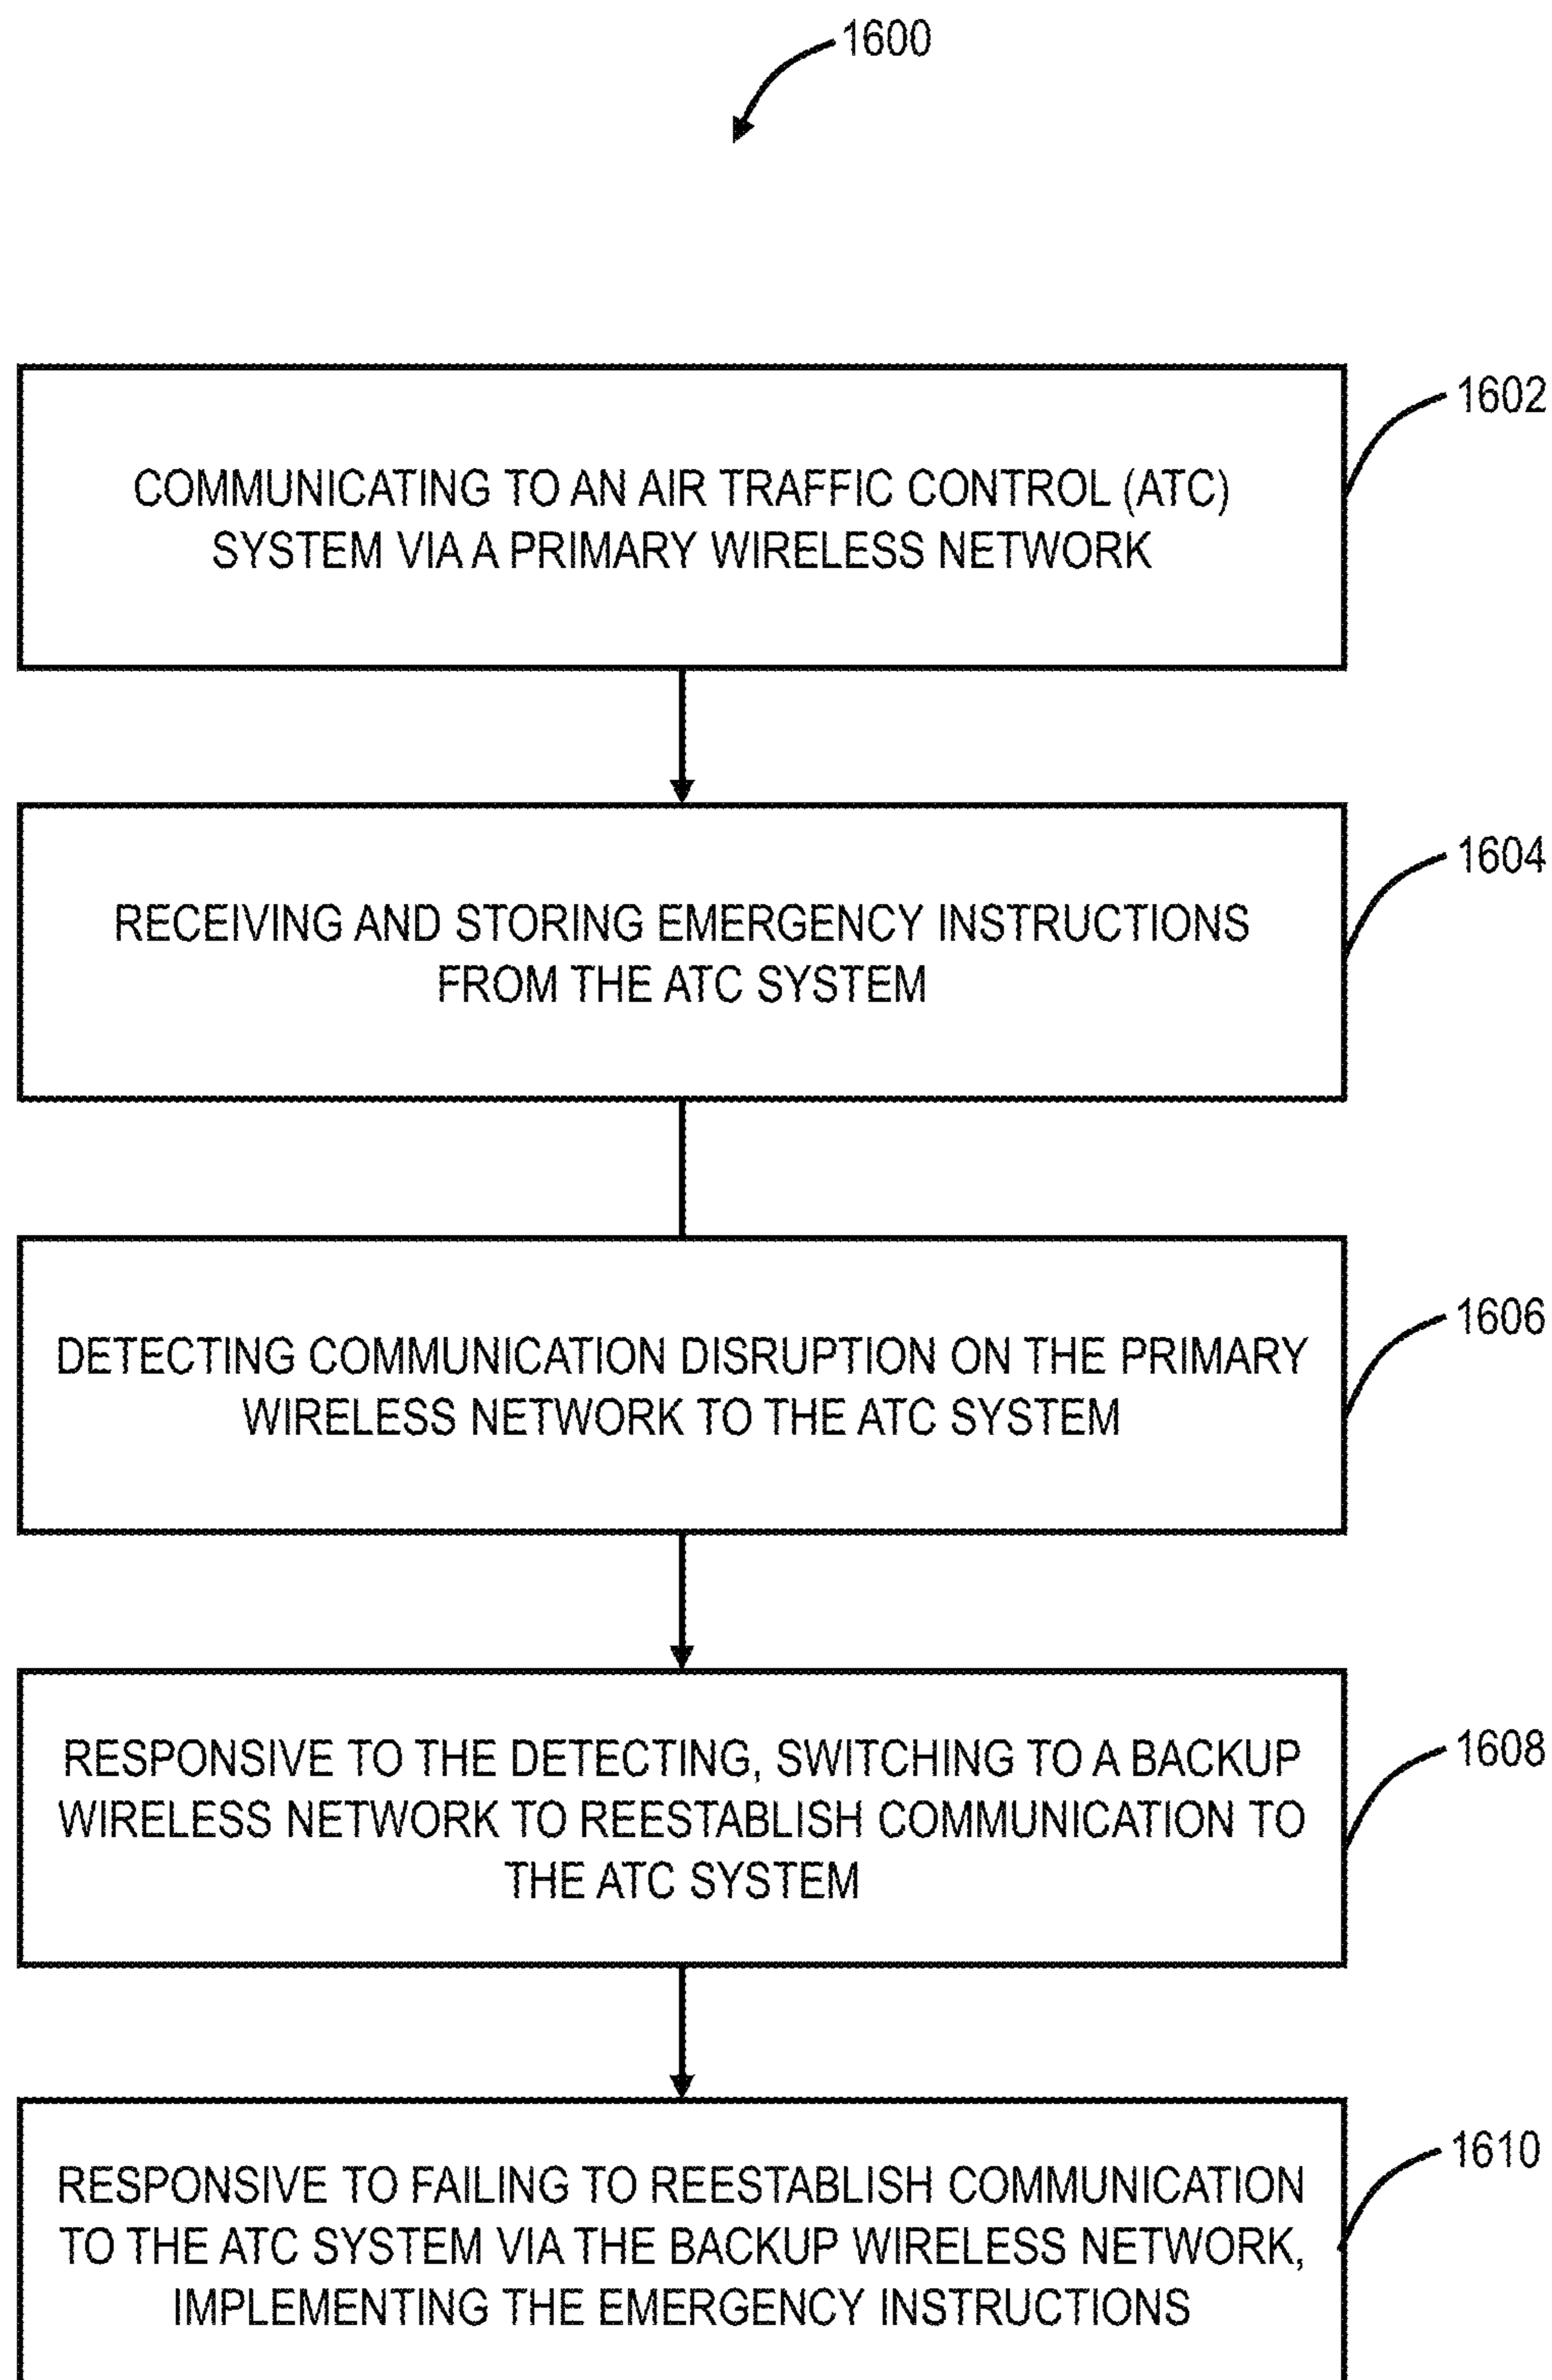 1600
1602
COMMUNICATING TO AN AIR TRAFFIC CONTROL (ATC)
SYSTEM VIA A PRIMARY WIRELESS NETWORK
1604
RECEIVING AND STORING EMERGENCY INSTRUCTIONS
FROM THE ATC SYSTEM
1606
DETECTING COMMUNICATION DISRUPTION ON THE PRIMARY
WIRELESS NETWORK TO THE ATC SYSTEM
1608
RESPONSIVE TO THE DETECTING, SWITCHING TO A BACKUP
WIRELESS NETWORK TO REESTABLISH COMMUNICATION TO
THE ATC SYSTEM
1610
RESPONSIVE TO FAILING TO REESTABLISH COMMUNICATION
TO THE ATC SYSTEM VIA THE BACKUP WIRELESS NETWORK,
IMPLEMENTING THE EMERGENCY INSTRUCTIONS